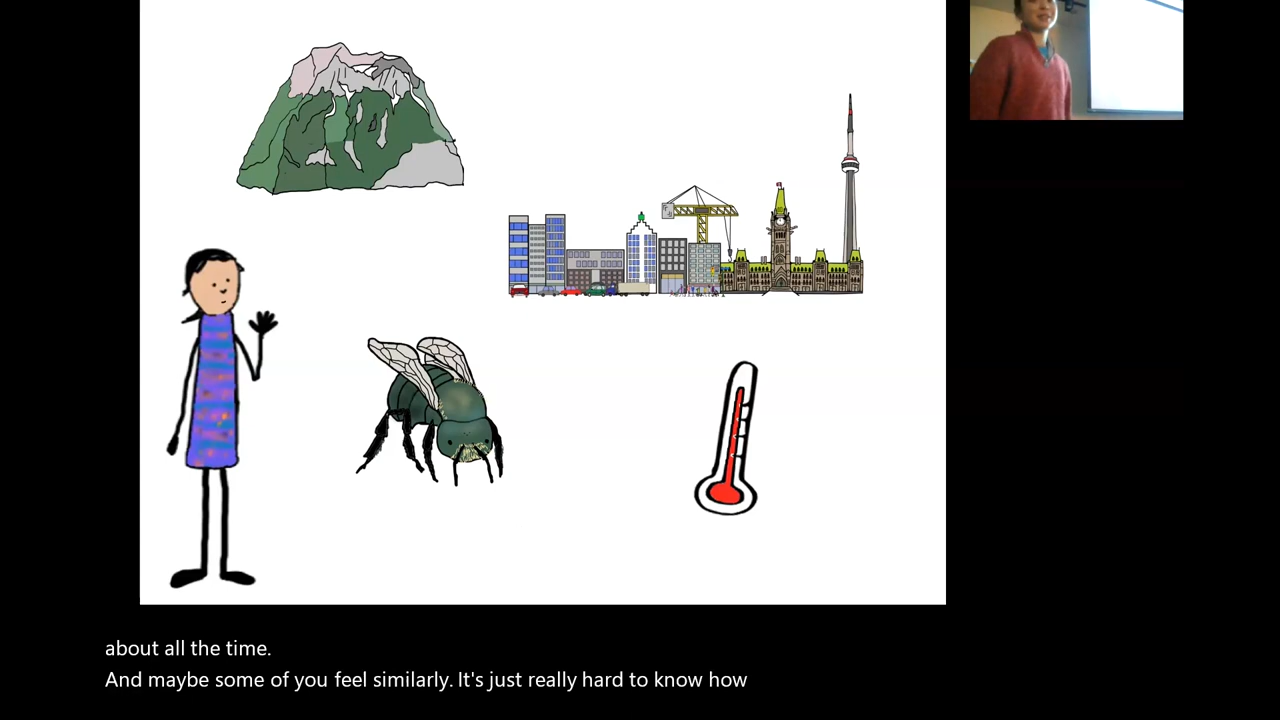 about all the time.
And maybe some of you feel similarly. It's just really hard to know how